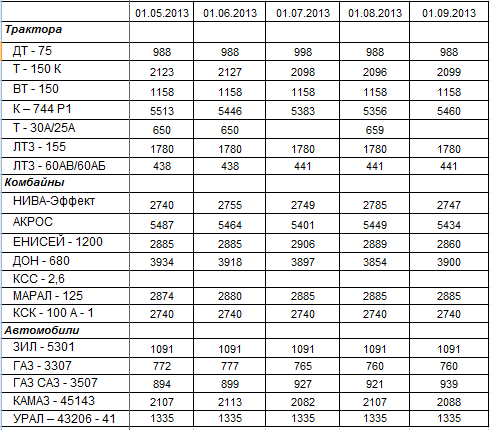 01.05.2013 01.06.2013 01.07.2013 01.08.2013 01.09.2013
Трактора
ДТ - 75 988 988 998 988 988
Т - 150 К 2123 2127 2098 2096 2099
ВТ - 150 1158 1158 1158 1158 1158
К – 744 Р1 5513 5446 5383 5356 5460
Т - 30А/25А 650 650 659
ЛТЗ - 155 1780 1780 1780 1780 1780
ЛТЗ - 60АВ/60АБ 438 438 441 441 441
Комбайны
НИВА-Эффект 2740 2755 2749 2785 2747
АКРОС 5487 5464 5401 5449 5434
ЕНИСЕЙ - 1200 2885 2885 2906 2889 2860
ДОН - 680 3934 3918 3897 3854 3900
КСС - 2,6
МАРАЛ - 125 2874 2880 2885 2885 2885
КСК - 100 А - 1 2740 2740 2740 2740 2740
Автомобили
ЗИЛ - 5301 1091 1091 1091 1091 1091
ГАЗ - 3307 772 777 765 760 760
ГАЗ САЗ - 3507 894 899 927 921 939
КАМАЗ - 45143 2107 2113 2082 2107 2088
УРАЛ – 43206 - 41 1335 1335 1335 1335 1335